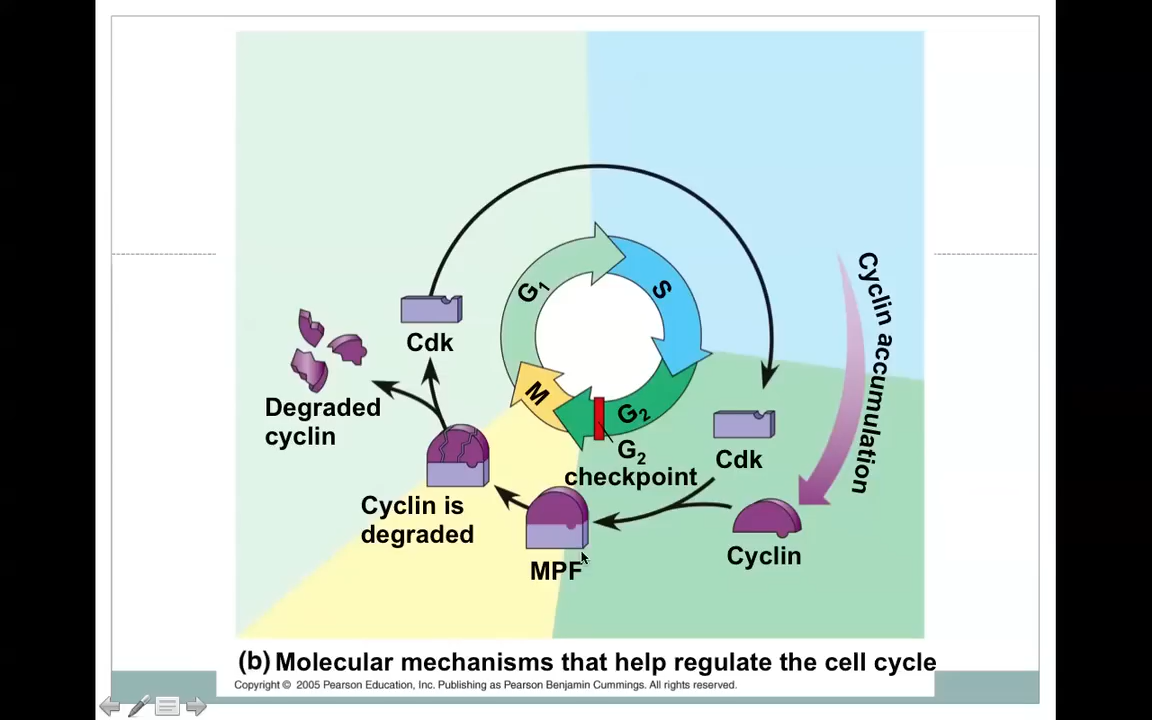 G₁
S
Cyclin accumulation
Cdk
Degraded
cyclin
M
G₂
G₂
checkpoint
Cdk
Cyclin is
degraded
MPF
Cyclin
(b) Molecular mechanisms that help regulate the cell cycle
Copyright © 2005 Pearson Education, Inc. Publishing as Pearson Benjamin Cummings. All rights reserved.